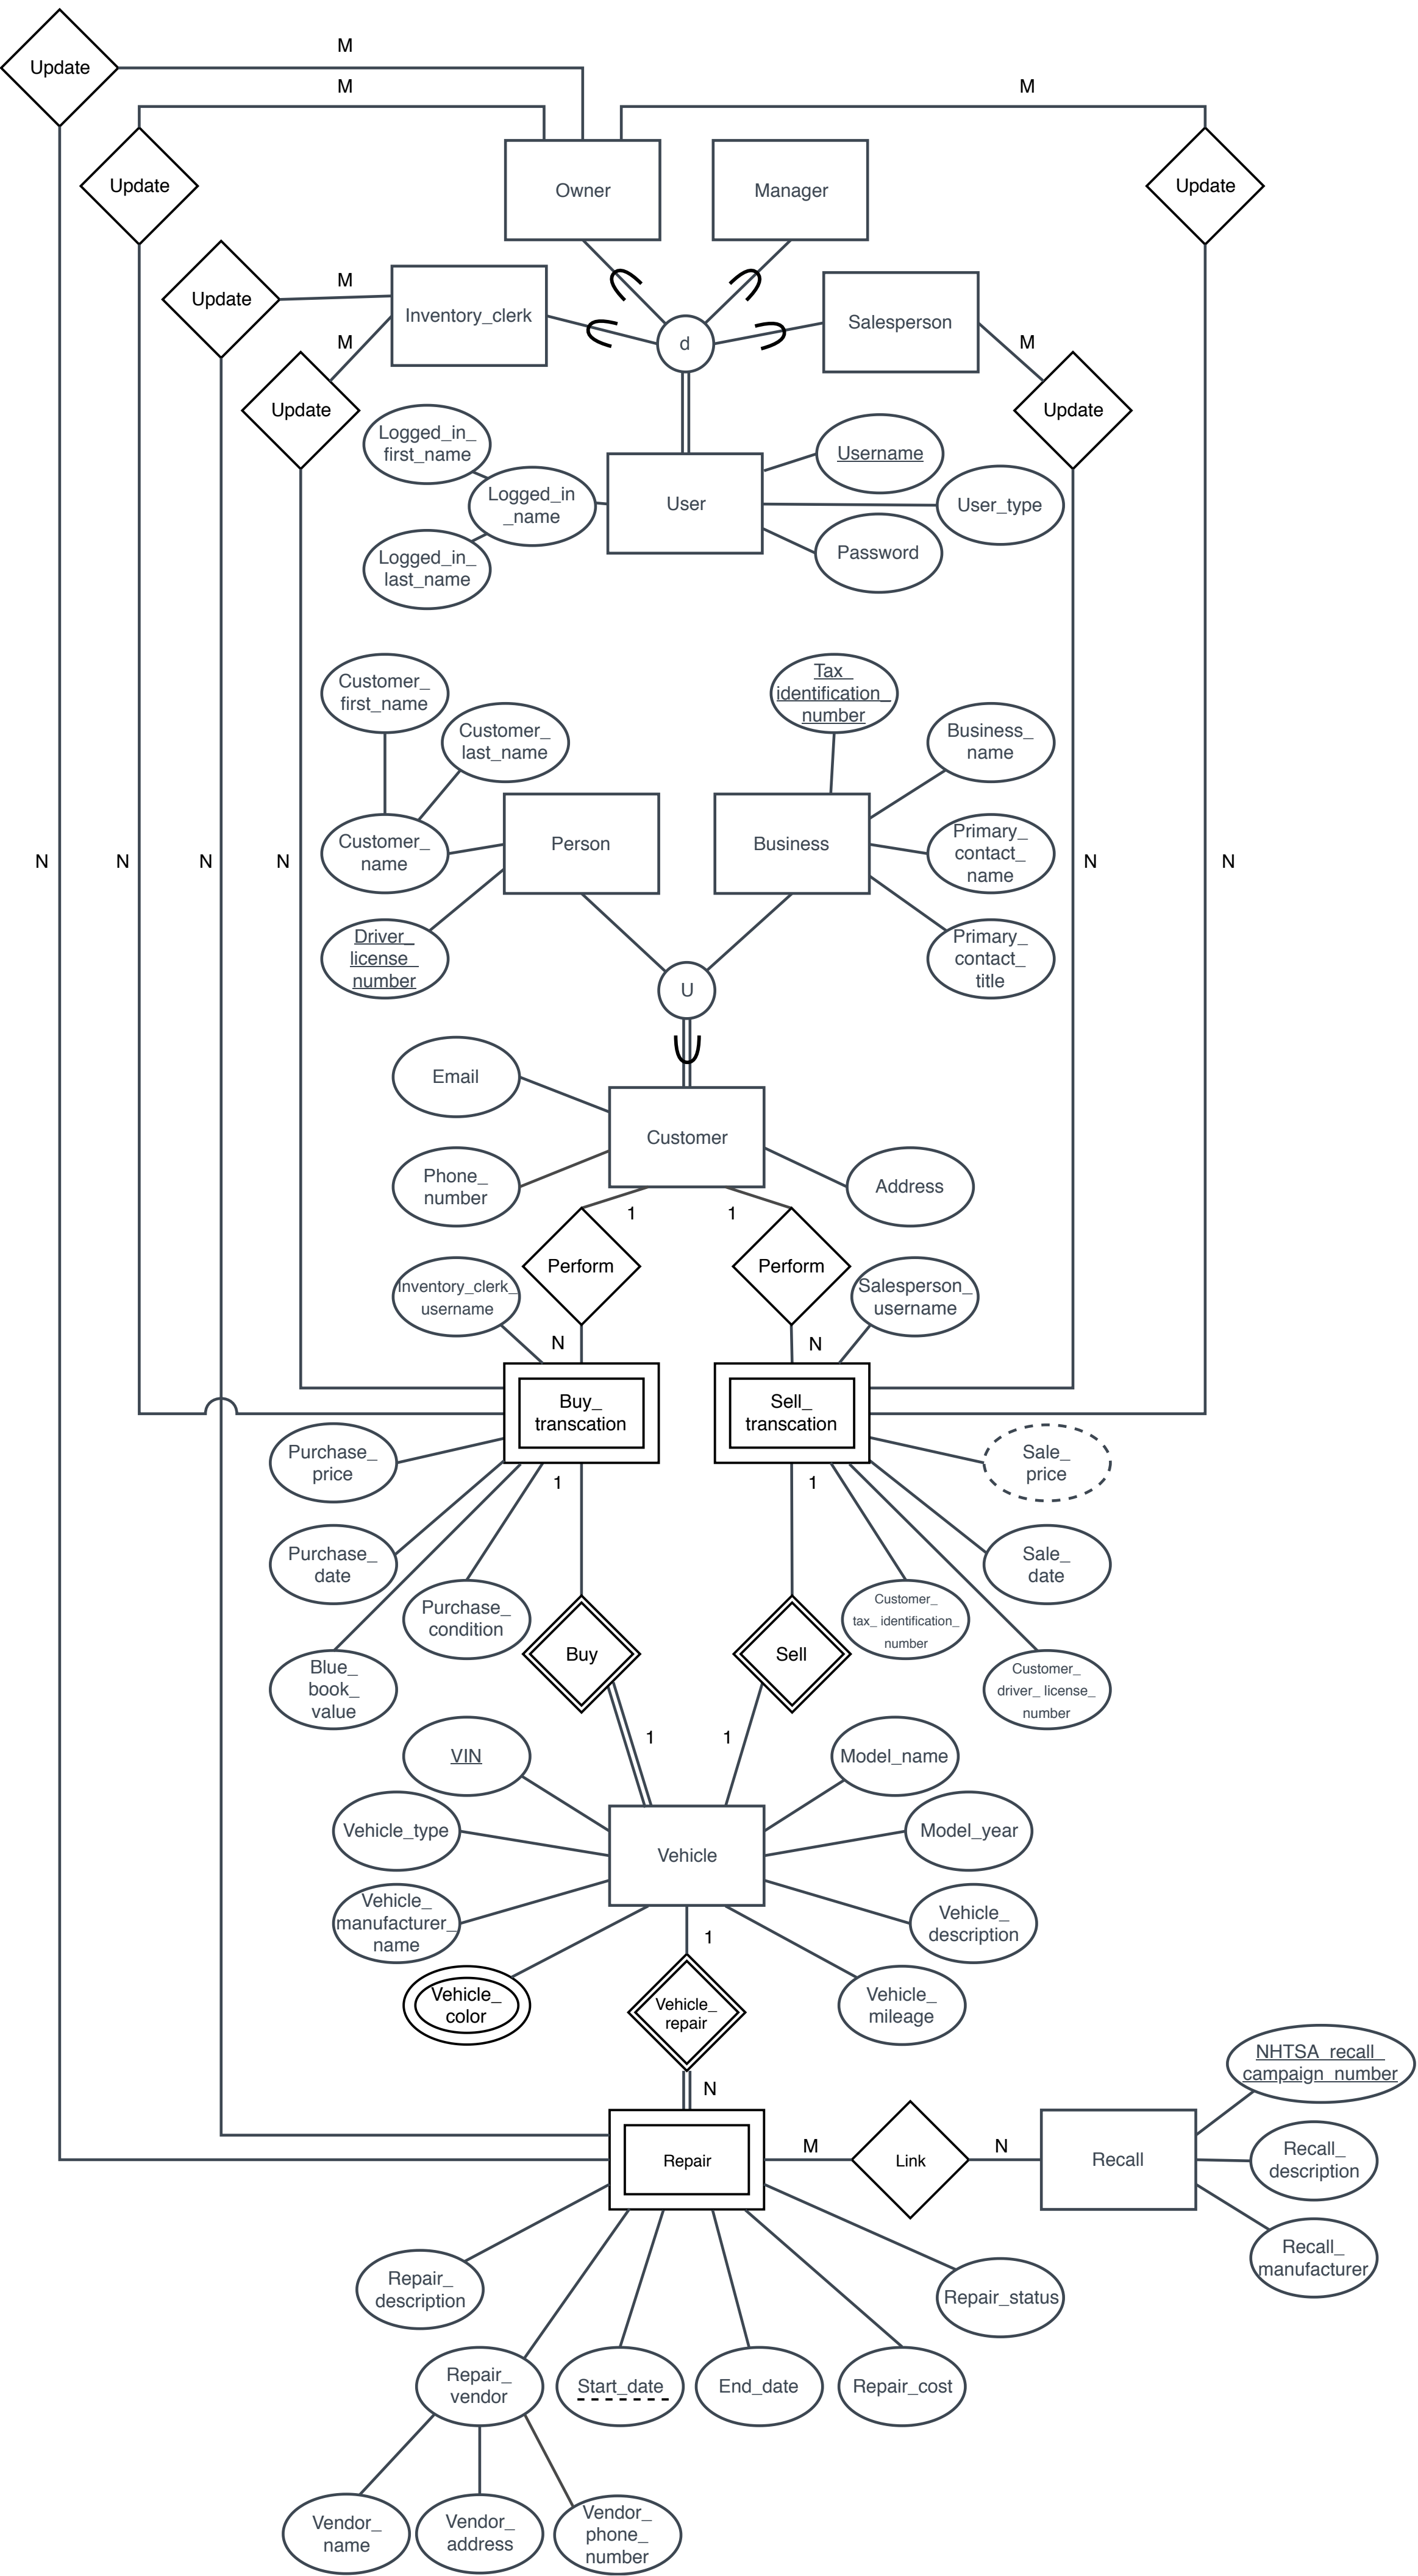 M
Update
M
M
Update
Update
Owner
Manager
Inventory_clerk
Salesperson
M
Update
M
M
d
Update
Update
Logged_in_
first_name
Username
Logged_in
_name
User
User_type
Logged_in_
last_name
Password
Customer_
first_name
Tax_
identification_
number
Customer_
last_name
Business_
name
Customer_
name
Person
Business
Primary_
contact_
name
N
N
N
N
N
N
Driver_
license_
number
Primary_
contact_
title
U
Email
Customer
Phone_
number
Address
1
1
Perform
Perform
Inventory_clerk_
username
Salesperson_
username
N
N
Buy_
transcation
Sell_
transcation
Purchase_
price
Sale_
price
1
1
Purchase_
date
Sale_
date
Purchase_
condition
Customer_
tax_ identification_
number
Buy
Sell
Blue_
book_
value
Customer_
driver_ license_
number
1
1
VIN
Model_name
Vehicle_type
Model_year
Vehicle
Vehicle_
manufacturer_
name
Vehicle_
description
1
Vehicle_
color
Vehicle_
repair
Vehicle_
mileage
N
NHTSA_recall_
campaign_number
M
N
Repair
Link
Recall
Recall_
description
Recall_
manufacturer
Repair_
description
Repair_status
Repair_
vendor
Start_date
End_date
Repair_cost
Vendor_
name
Vendor_
address
Vendor_
phone_
number